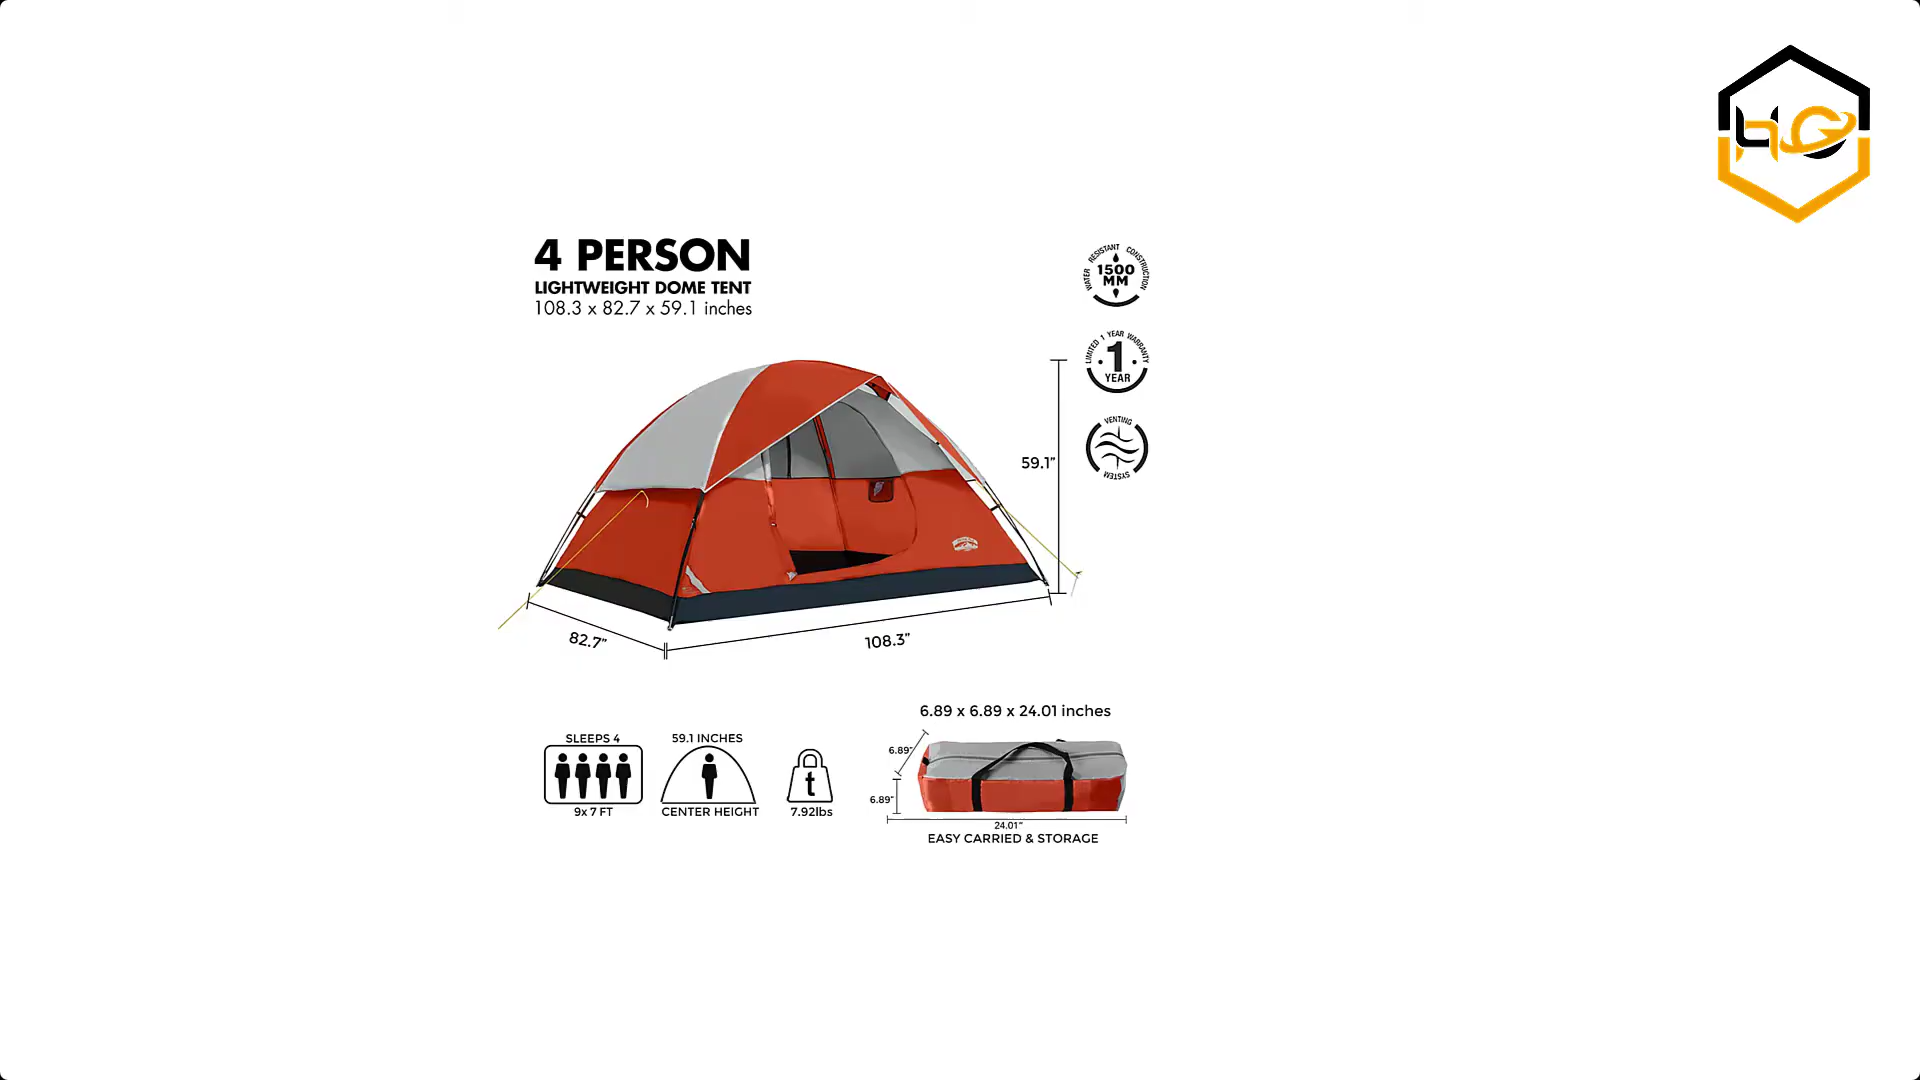 4 PERSON
LIGHTWEIGHT DOME TENT
108.3 x 82.7 x 59.1 inches
WATER RESISTANT CONSTRUCTION
1500
MM
LIMITED 1 YEAR WARRANTY
1
YEAR
VENTING
SYSTEM
59.1"
82.7"
108.3"
SLEEPS 4
9x 7 FT
59.1 INCHES
CENTER HEIGHT
t
7.92lbs
6.89 x 6.89 x 24.01 inches
6.89"
6.89"
24.01"
EASY CARRIED & STORAGE